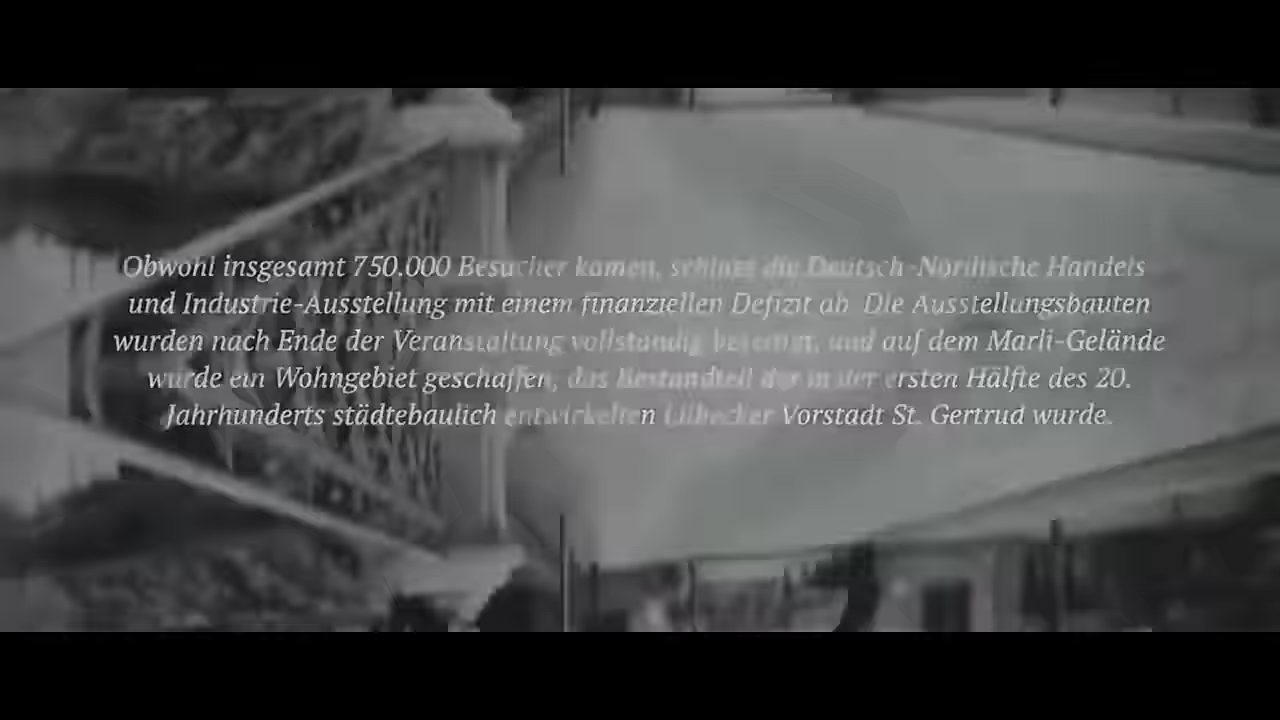 Obwohl insgesamt 750.000 Besucher kamen, schloss die Deutsch-Nordische Handels
und Industrie-Ausstellung mit einem finanziellen Defizit ab. Die Ausstellungsbauten
wurden nach Ende der Veranstaltung vollständig beseitigt, und auf dem Marli-Gelände
wurde ein Wohngebiet geschaffen, das Bestandteil der in der ersten Hälfte des 20.
Jahrhunderts städtebaulich entwickelten Lübecker Vorstadt St. Gertrud wurde.